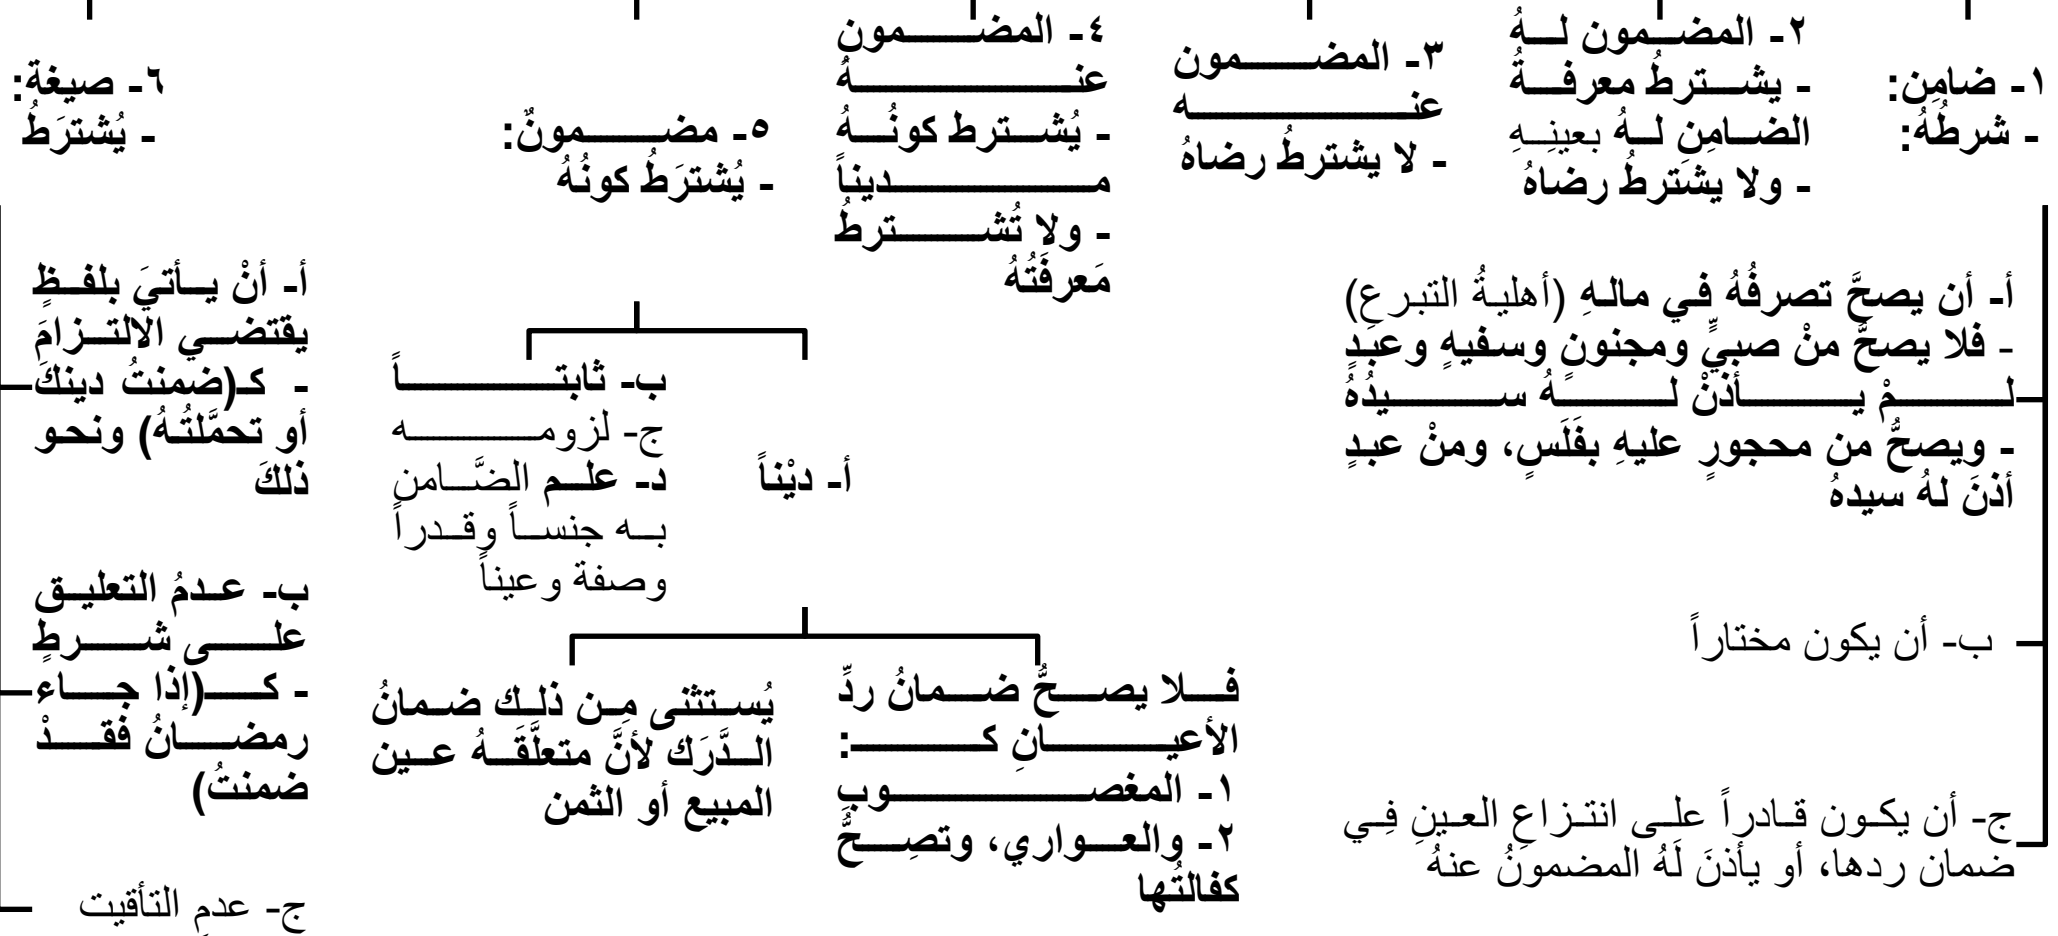 ١- ضامِن:
- شرطُهُ:
أ- أن يصحَّ تصرفُهُ في مالهِ (أهليةُ التبرعِ)
- فلا يصحُّ منْ صبيٍّ ومجنونٍ وسفيهٍ وعبدٍ
لمْ يأذنْ لهُ سيدُهُ
- ويصحُّ من محجورٍ عليهِ بفَلَسٍ، ومنْ عبدٍ
أذنَ لهُ سيدهُ
ب- أن يكون مختاراً
ج- أن يكون قادراً على انتزاعِ العينِ فِي
ضمان ردها، أو يأذنَ لَهُ المضمونُ عنهُ
٢- المضمون لهُ
- يشترطُ معرفةُ
الضامِنِ لهُ بعينِهِ
- ولا يشترطُ رضاهُ
٣- المضمون
عنه
- لا يشترطُ رضاهُ
٤- المضمون
عنهُ
- يُشترط كونُهُ
مديناً
- ولا تُشترطُ
مَعرفَتُهُ
٥- مضمونٌ:
- يُشترَطُ كونُهُ
أ- ديْناً
فلا يصحُّ ضمانُ ردِّ
الأعيانِ ك:
١- المغصوبِ
٢- والعواري، وتصِحُّ
كفالتُها
يُستثنى مِن ذلك ضمانُ
الدَّرَك لأنَّ متعلَّقَهُ عين
المبيع أو الثمن
ب- ثابتاً
ج- لزومه
د- علم الضَّامن
به جنساً وقدراً
وصفة وعيناً
٦- صيغة:
- يُشترَطُ
أ- أنْ يأتيَ بلفظٍ
يقتضي الالتزامَ
- كـ(ضمنتُ دينكَ
أو تحمَّلتُهُ) ونحو
ذلكَ
ب- عدمُ التعليق
على شرطٍ
- كـ(إذا جاء
رمضانُ فقدْ
ضمنتُ)
ج- عدمِ التأقيت